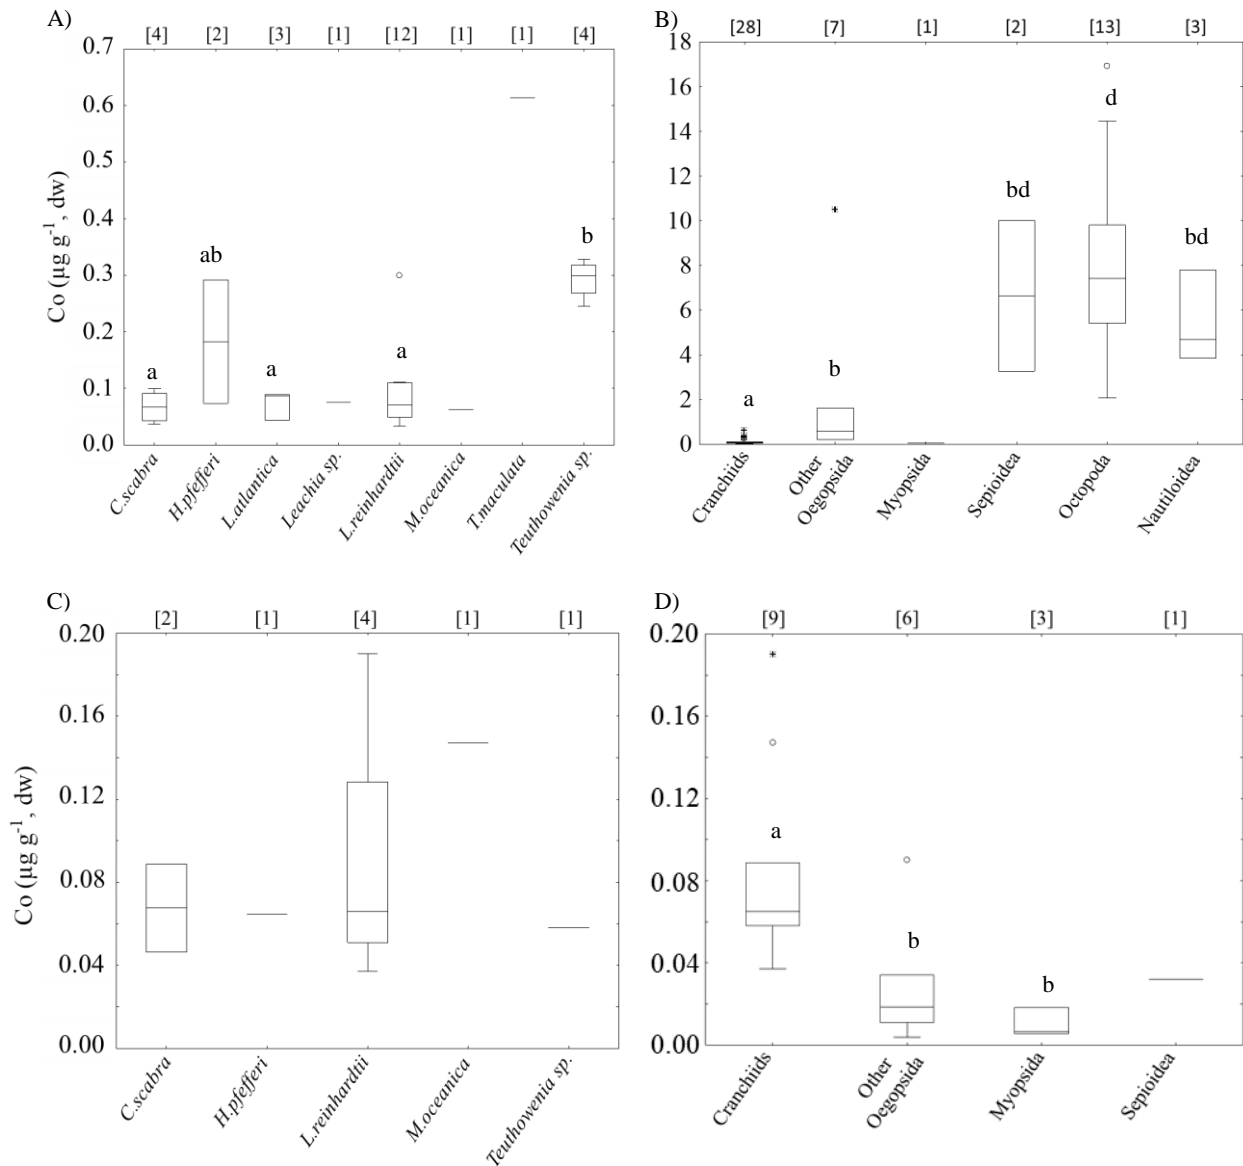 A)
[4] [2] [3] [1] [12] [1] [1] [4]
0.7
0.6
0.5
0.4
0.3
0.2
0.1
0.0
Co (µg g-1, dw)
a ab a a b
C.scabra H.pfefferi L.atlantica Leachia sp. L.reinhardtii M.oceanica T.maculata Teuthowenia sp.
B)
[28] [7] [1] [2] [13] [3]
18
16
14
12
10
8
6
4
2
0
a b bd d bd
Cranchiids
Other
Oegopsida
Myopsida
Sepioidea
Octopoda
Nautiloidea
C)
[2] [1] [4] [1] [1]
0.20
0.16
0.12
0.08
0.04
0.00
Co (µg g-1, dw)
C.scabra H.pfefferi L.reinhardtii M.oceanica Teuthowenia sp.
D)
[9] [6] [3] [1]
0.20
0.16
0.12
0.08
0.04
0.00
a b b
Cranchiids
Other
Oegopsida
Myopsida
Sepioidea